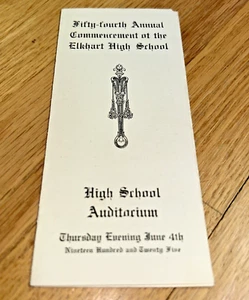 Fifty-fourth Annual
Commencement of the
Elkhart High School
High School
Auditorium
Thursday Evening June 4th
Nineteen Hundred and Twenty Five